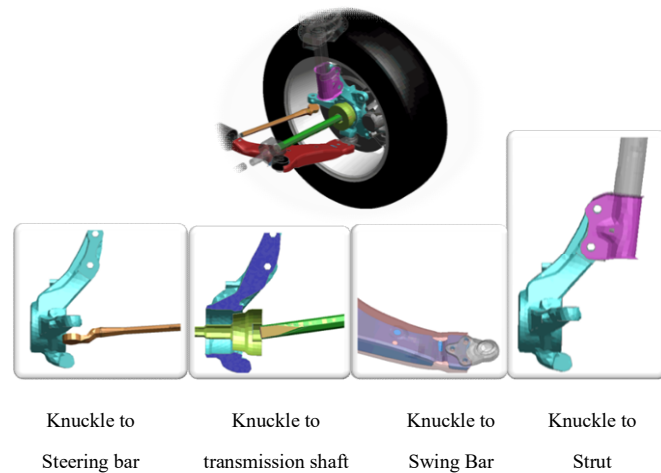 Knuckle to
Steering bar
Knuckle to
transmission shaft
Knuckle to
Swing Bar
Knuckle to
Strut